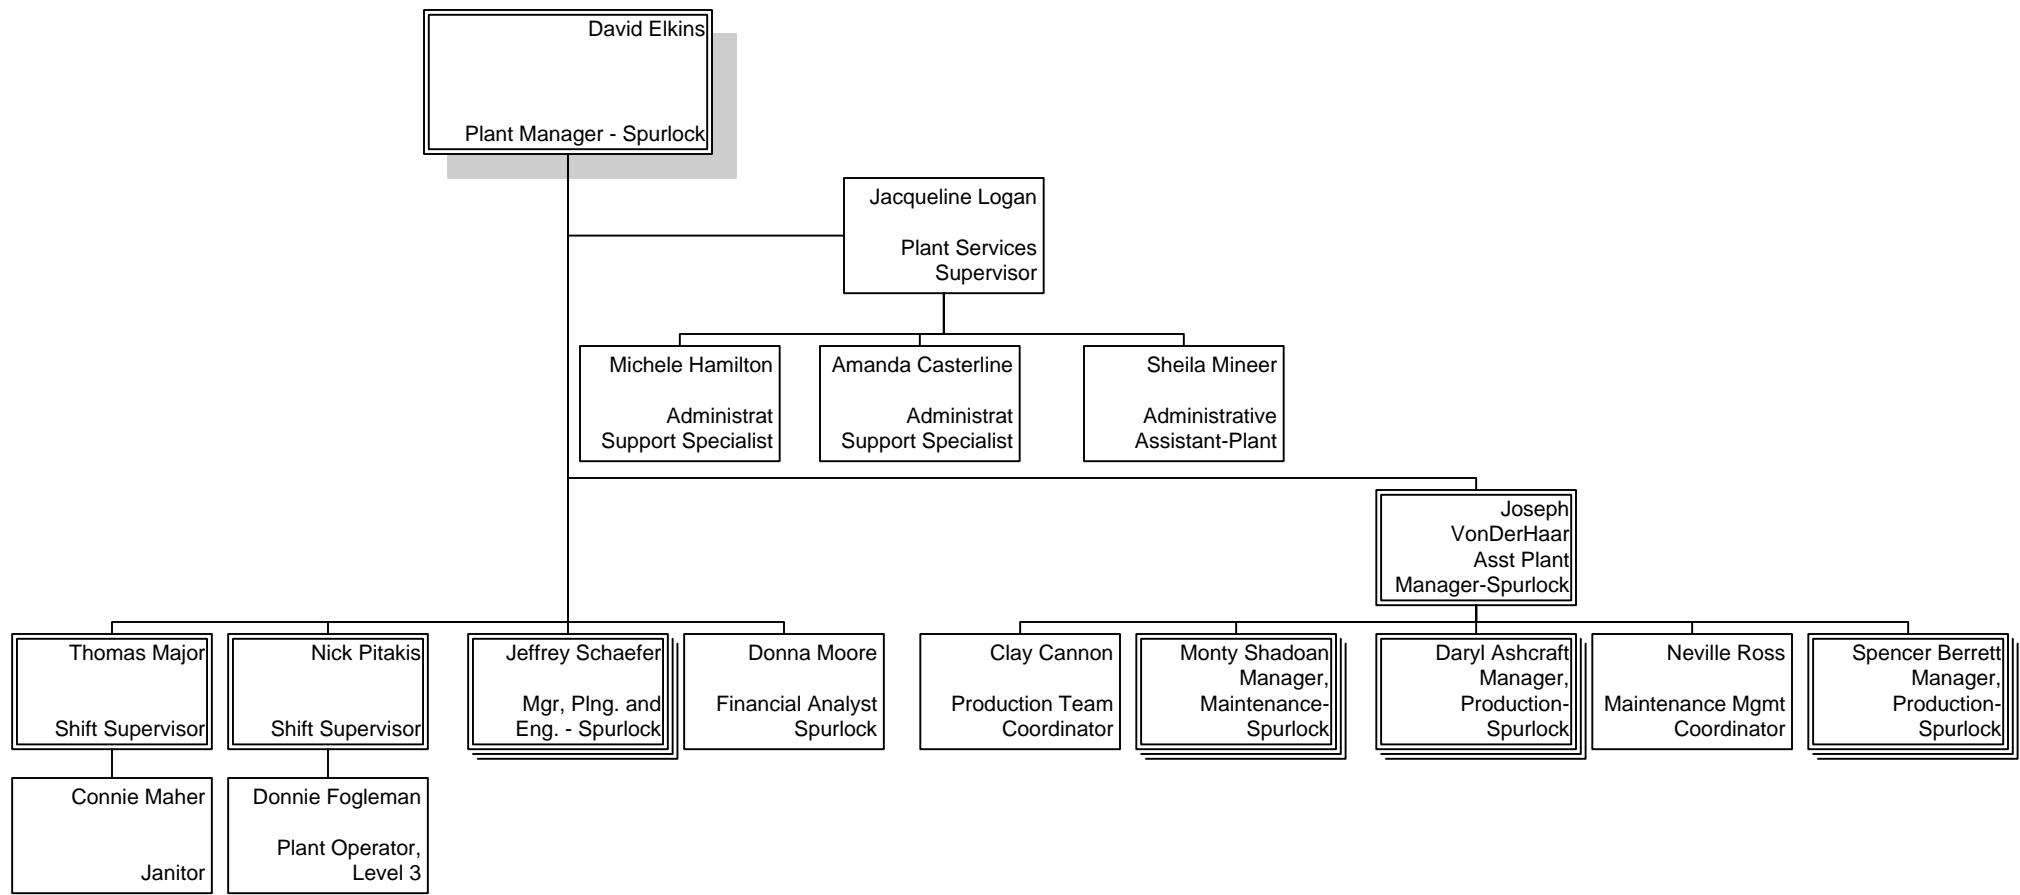 David Elkins
Plant Manager - Spurlock
Jacqueline Logan
Plant Services
Supervisor
Michele Hamilton
Administrat
Support Specialist
Amanda Casterline
Administrat
Support Specialist
Sheila Mineer
Administrative
Assistant-Plant
Joseph
VonDerHaar
Asst Plant
Manager-Spurlock
Thomas Major
Shift Supervisor
Nick Pitakis
Shift Supervisor
Jeffrey Schaefer
Mgr, Plng. and
Eng. - Spurlock
Donna Moore
Financial Analyst
Spurlock
Clay Cannon
Production Team
Coordinator
Monty Shadoan
Manager,
Maintenance-
Spurlock
Daryl Ashcraft
Manager,
Production-
Spurlock
Neville Ross
Maintenance Mgmt
Coordinator
Spencer Berrett
Manager,
Production-
Spurlock
Connie Maher
Janitor
Donnie Fogleman
Plant Operator,
Level 3